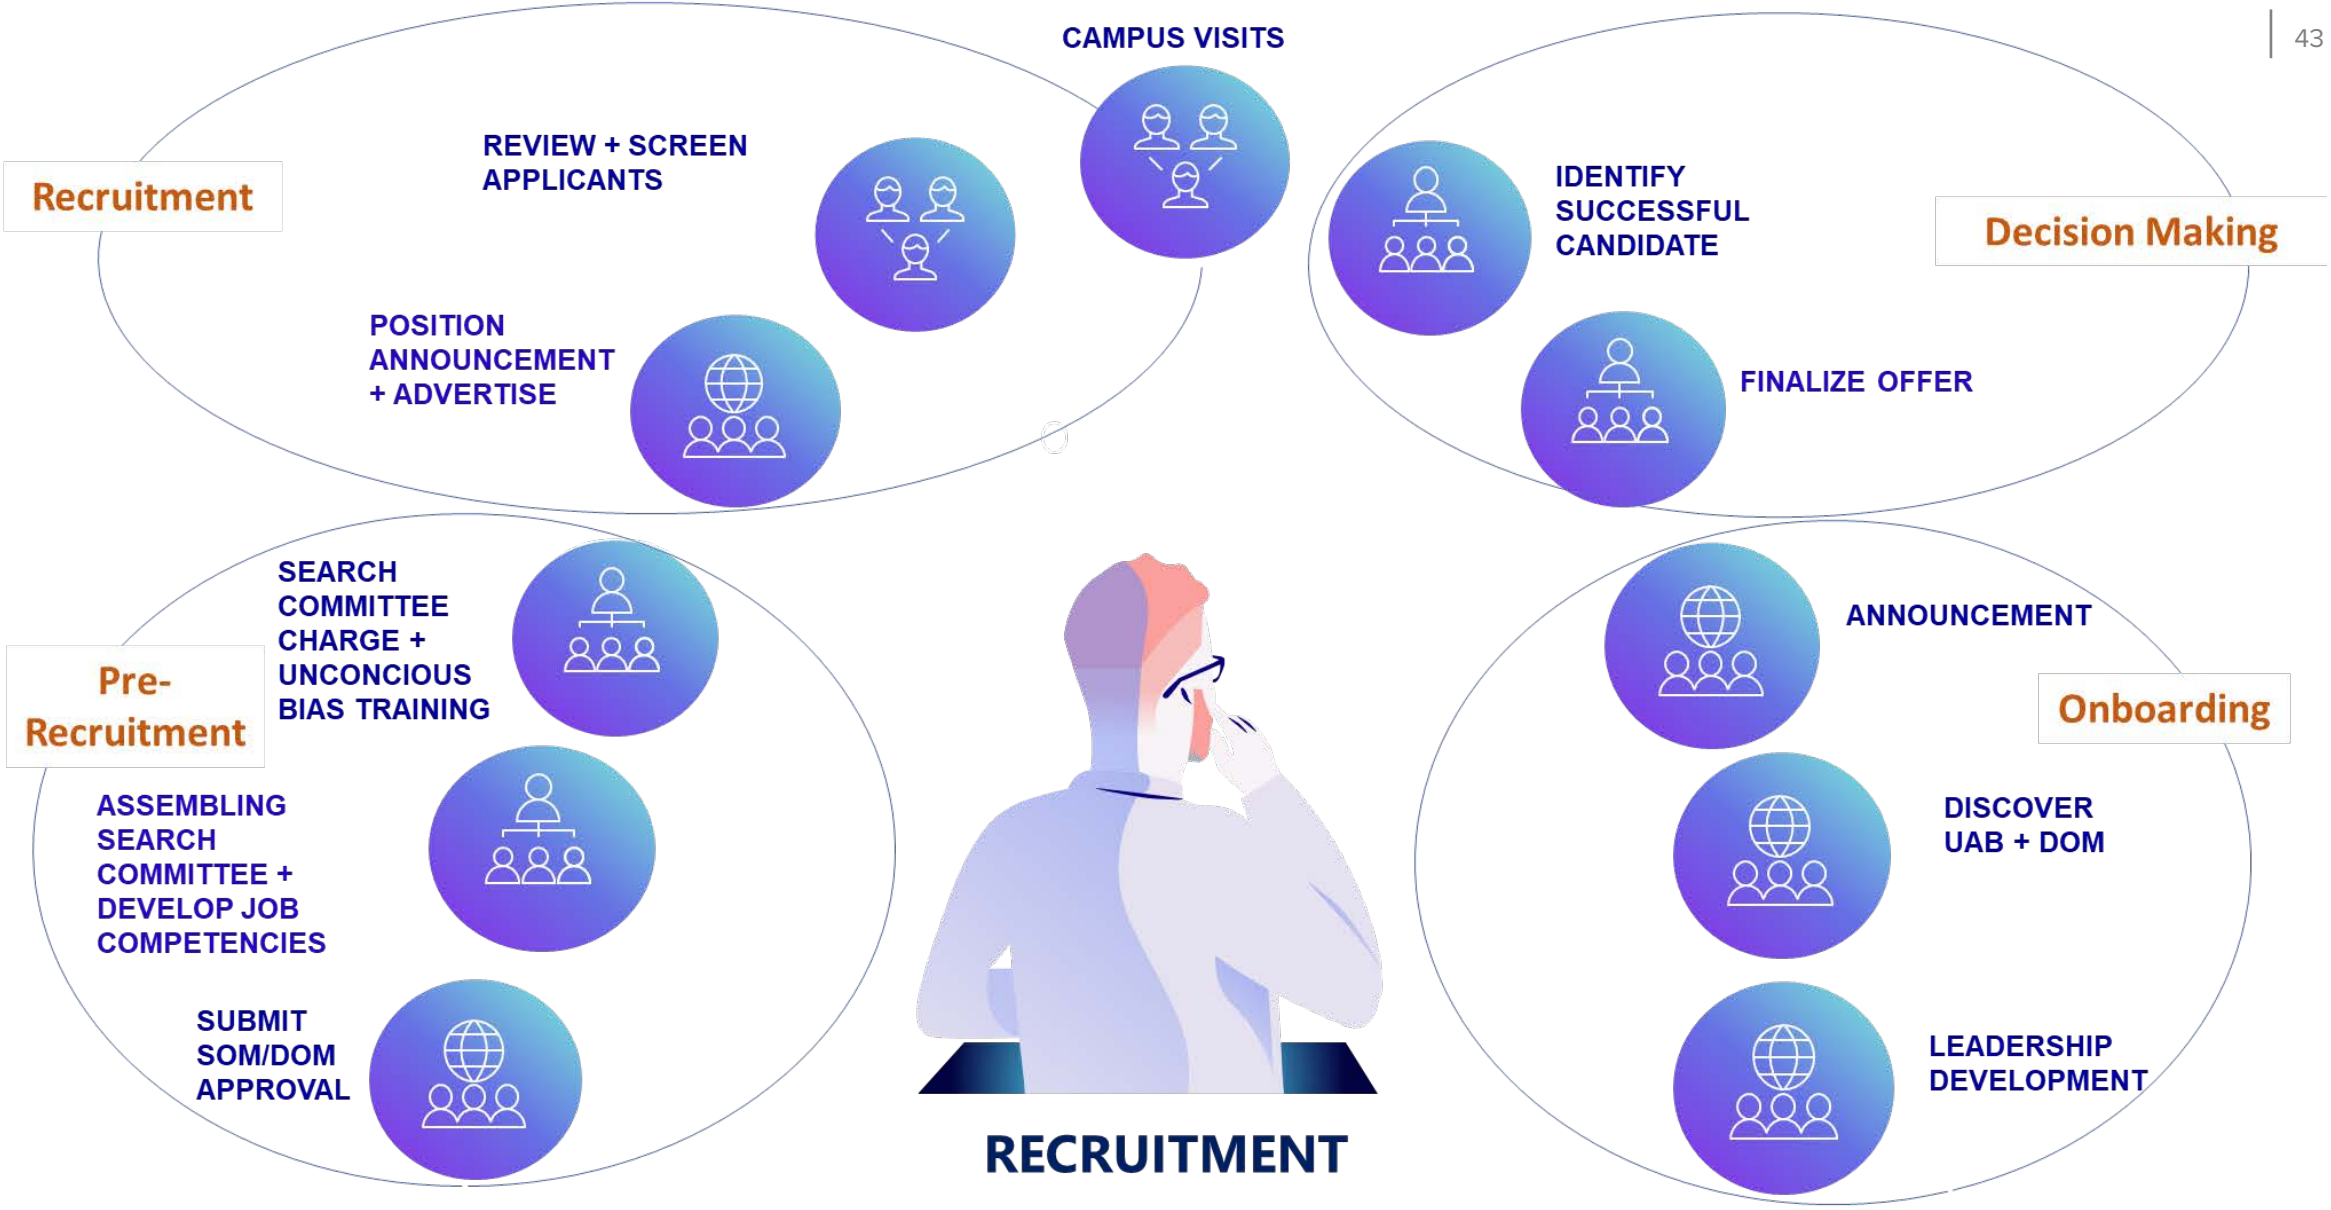 43
CAMPUS VISITS
REVIEW + SCREEN
APPLICANTS
Recruitment
POSITION
ANNOUNCEMENT
+ ADVERTISE
IDENTIFY
SUCCESSFUL
CANDIDATE
Decision Making
FINALIZE OFFER
SEARCH
COMMITTEE
CHARGE +
UNCONCIOUS
BIAS TRAINING
Pre-
Recruitment
ASSEMBLING
SEARCH
COMMITTEE +
DEVELOP JOB
COMPETENCIES
SUBMIT
SOM/DOM
APPROVAL
ANNOUNCEMENT
Onboarding
DISCOVER
UAB + DOM
LEADERSHIP
DEVELOPMENT
RECRUITMENT